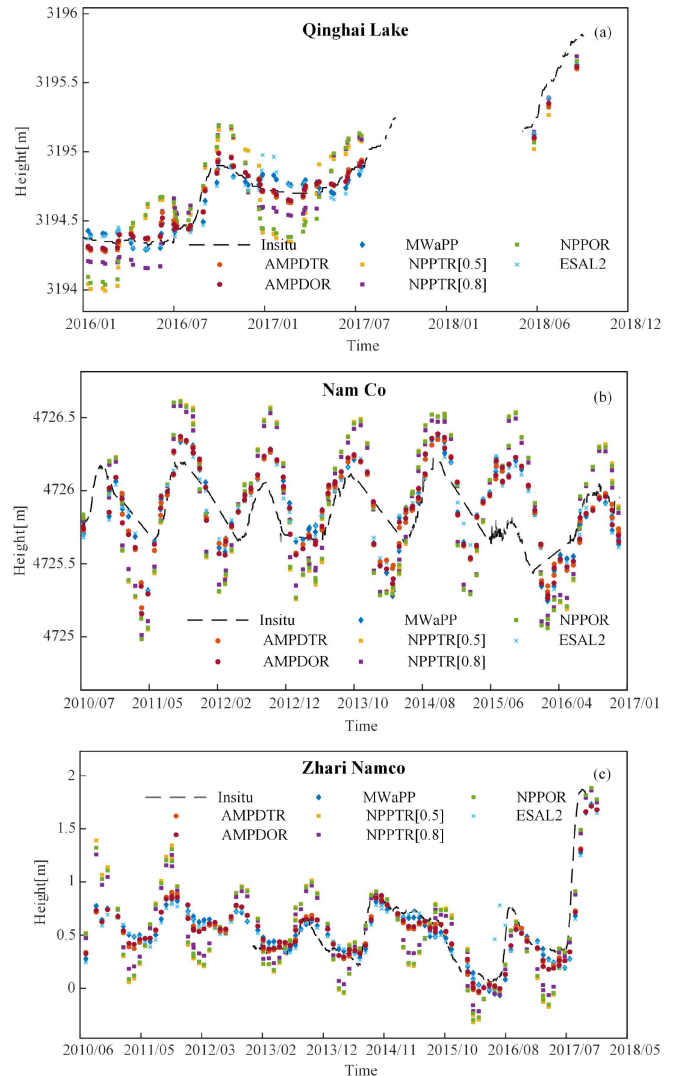 Qinghai Lake
(a)
3196
3195.5
3195
3194.5
3194
Height[m]
Insitu
MWaPP
NPPOR
AMPDTR
NPPTR[0.5]
ESAL2
AMPDOR
NPPTR[0.8]
2016/01 2016/07 2017/01 2017/07 2018/01 2018/06 2018/12
Time
Nam Co
(b)
4726.5
4726
4725.5
4725
Height[m]
Insitu
MWaPP
NPPOR
AMPDTR
NPPTR[0.5]
ESAL2
AMPDOR
NPPTR[0.8]
2010/07 2011/05 2012/02 2012/12 2013/10 2014/08 2015/06 2016/04 2017/01
Time
Zhari Namco
(c)
2
1.5
1
0.5
0
Height[m]
Insitu
MWaPP
NPPOR
AMPDTR
NPPTR[0.5]
ESAL2
AMPDOR
NPPTR[0.8]
2010/06 2011/05 2012/03 2013/02 2013/12 2014/11 2015/10 2016/08 2017/07 2018/05
Time